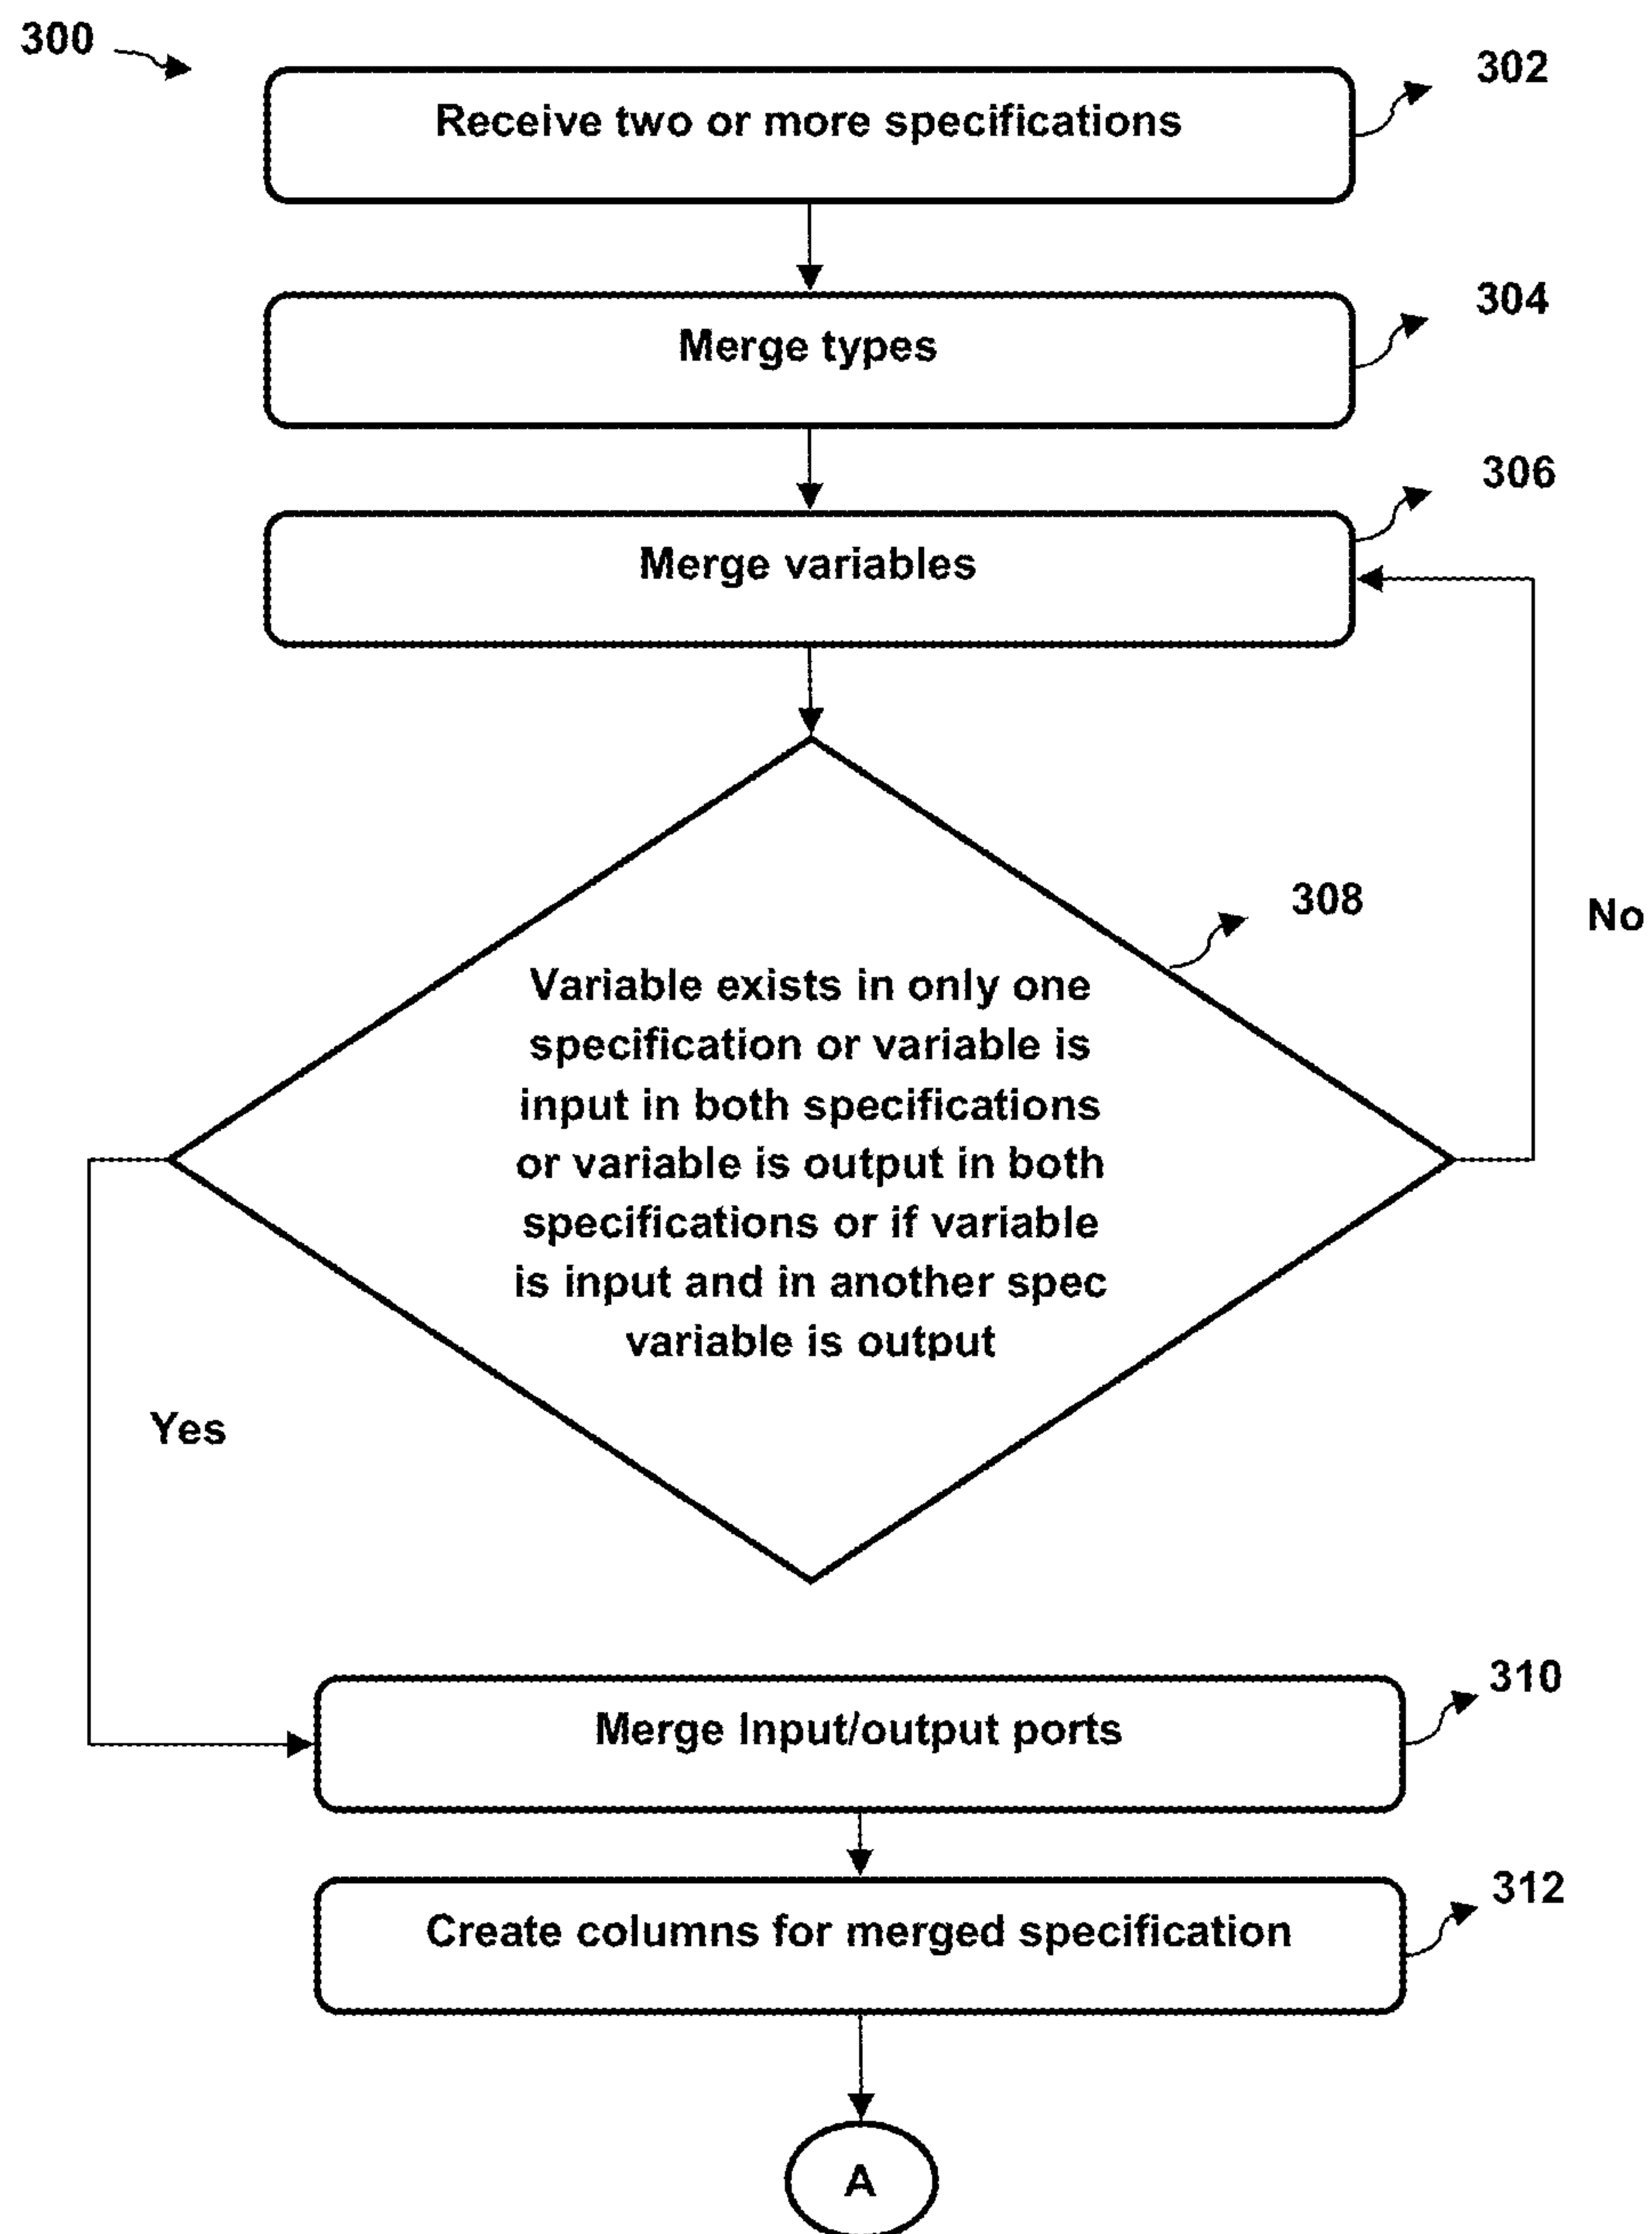 300
302
Receive two or more specifications
304
Merge types
306
Merge variables
308
No
Variable exists in only one
specification or variable is
input in both specifications
or variable is output in both
specifications or if variable
is input and in another spec
variable is output
Yes
310
Merge Input/output ports
312
Create columns for merged specification
A